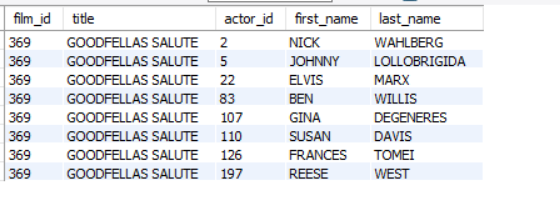 film_id title actor_id first_name last_name
369 GOODFELLAS SALUTE 2 NICK WAHLBERG
369 GOODFELLAS SALUTE 5 JOHNNY LOLLOBRIGIDA
369 GOODFELLAS SALUTE 22 ELVIS MARX
369 GOODFELLAS SALUTE 83 BEN WILLIS
369 GOODFELLAS SALUTE 107 GINA DEGENERES
369 GOODFELLAS SALUTE 110 SUSAN DAVIS
369 GOODFELLAS SALUTE 126 FRANCES TOMEI
369 GOODFELLAS SALUTE 197 REESE WEST